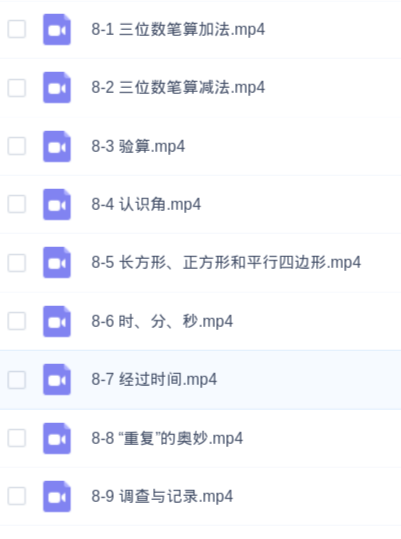 8-1 三位数笔算加法.mp4
8-2 三位数笔算减法.mp4
8-3 验算.mp4
8-4 认识角.mp4
8-5 长方形、正方形和平行四边形.mp4
8-6 时、分、秒.mp4
8-7 经过时间.mp4
8-8 “重复”的奥妙.mp4
8-9 调查与记录.mp4